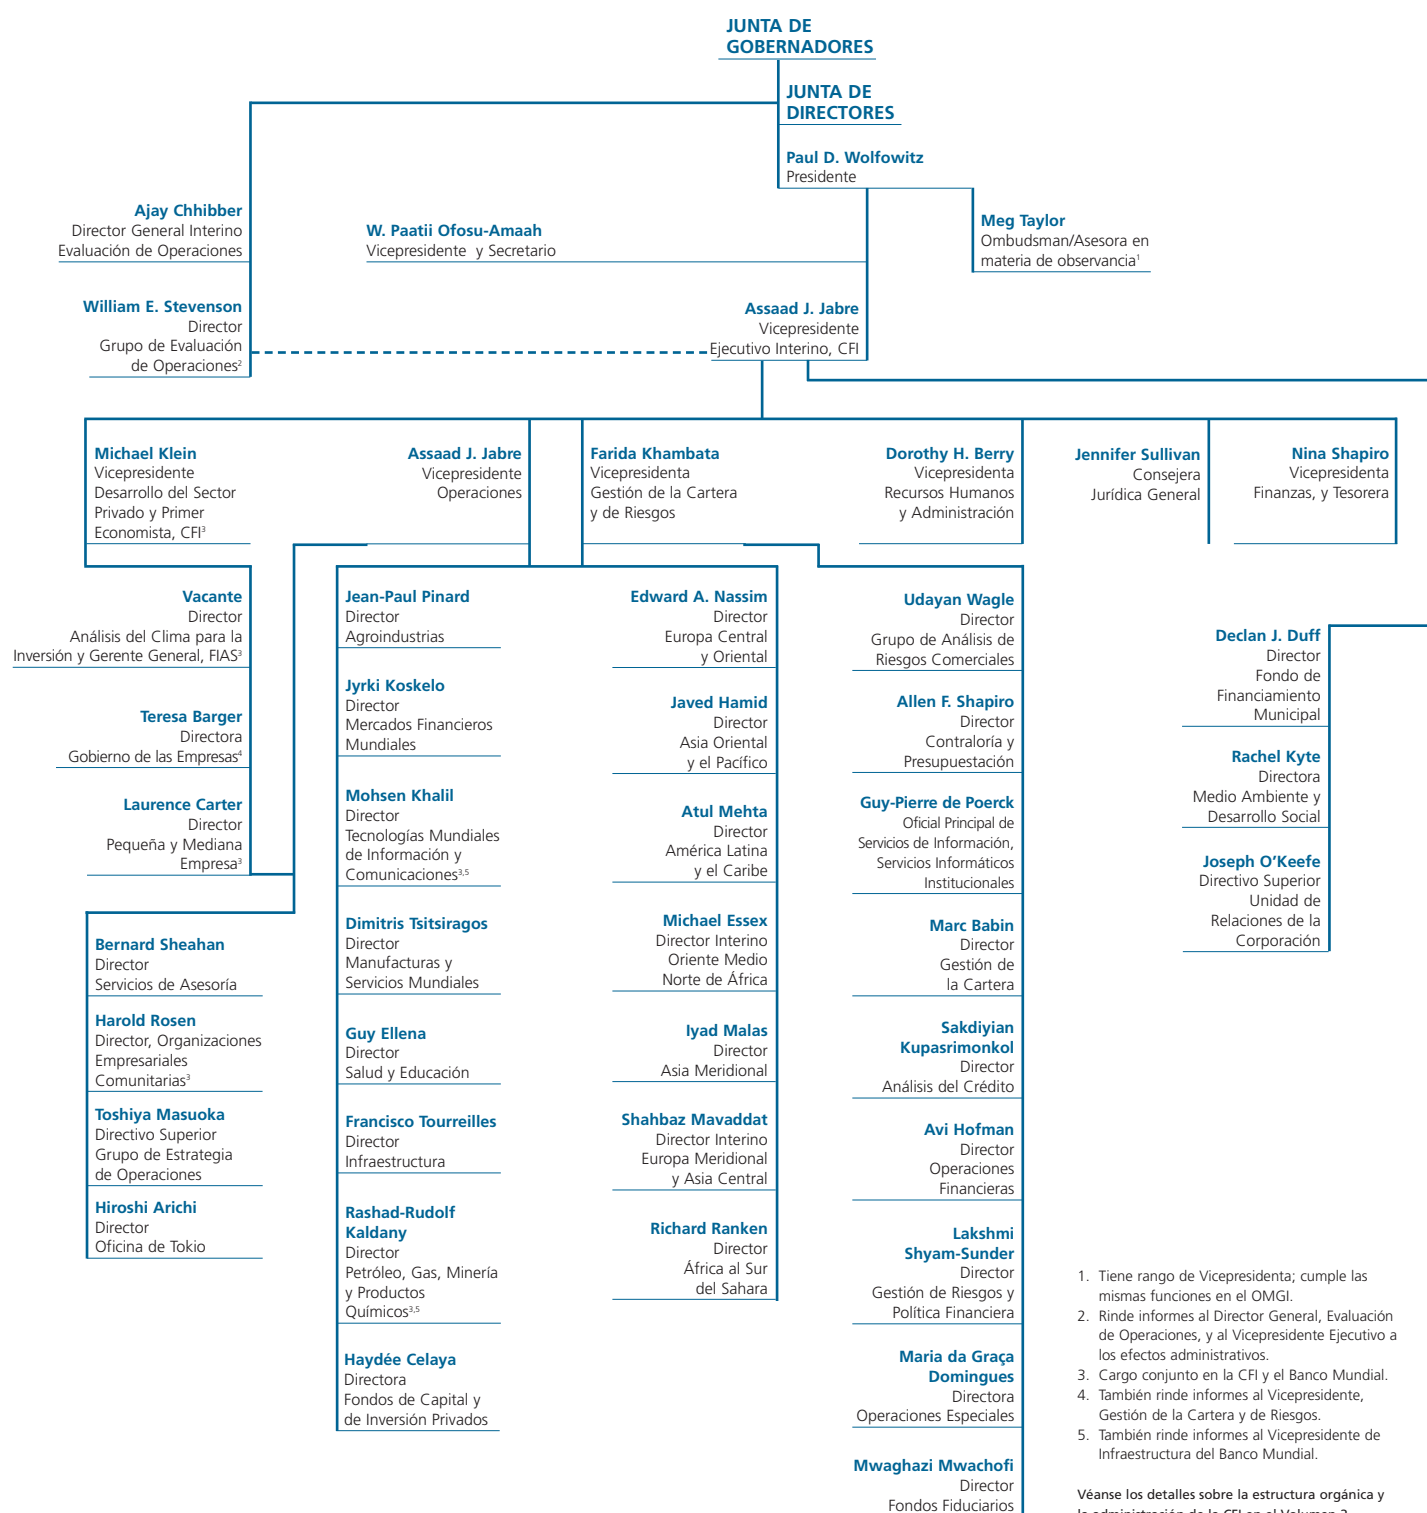 JUNTA DE
GOBERNADORES
JUNTA DE
DIRECTORES
Paul D. Wolfowitz
Presidente
Ajay Chhibber
Director General Interino
Evaluación de Operaciones
W. Paatii Ofosu-Amaah
Vicepresidente y Secretario
Meg Taylor
Ombudsman/Asesora en
materia de observancia¹
William E. Stevenson
Director
Grupo de Evaluación
de Operaciones²
Assaad J. Jabre
Vicepresidente
Ejecutivo Interino, CFI
Michael Klein
Vicepresidente
Desarrollo del Sector
Privado y Primer
Economista, CFI³
Assaad J. Jabre
Vicepresidente
Operaciones
Farida Khambata
Vicepresidenta
Gestión de la Cartera
y de Riesgos
Dorothy H. Berry
Vicepresidenta
Recursos Humanos
y Administración
Jennifer Sullivan
Consejera
Jurídica General
Nina Shapiro
Vicepresidenta
Finanzas, y Tesorera
Vacante
Director
Análisis del Clima para la
Inversión y Gerente General, FIAS³
Teresa Barger
Directora
Gobierno de las Empresas⁴
Laurence Carter
Director
Pequeña y Mediana
Empresa³
Bernard Sheahan
Director
Servicios de Asesoría
Harold Rosen
Director, Organizaciones
Empresariales
Comunitarias³
Toshiya Masuoka
Directivo Superior
Grupo de Estrategia
de Operaciones
Hiroshi Arichi
Director
Oficina de Tokio
Jean-Paul Pinard
Director
Agroindustrias
Jyrki Koskelo
Director
Mercados Financieros
Mundiales
Mohsen Khalil
Director
Tecnologías Mundiales
de Información y
Comunicaciones³,⁵
Dimitris Tsitsiragos
Director
Manufacturas y
Servicios Mundiales
Guy Ellena
Director
Salud y Educación
Francisco Tourreilles
Director
Infraestructura
Rashad-Rudolf
Kaldany
Director
Petróleo, Gas, Minería
y Productos
Químicos³,⁵
Haydée Celaya
Directora
Fondos de Capital y
de Inversión Privados
Edward A. Nassim
Director
Europa Central
y Oriental
Javed Hamid
Director
Asia Oriental
y el Pacífico
Atul Mehta
Director
América Latina
y el Caribe
Michael Essex
Director Interino
Oriente Medio
Norte de África
Iyad Malas
Director
Asia Meridional
Shahbaz Mavaddat
Director Interino
Europa Meridional
y Asia Central
Richard Ranken
Director
África al Sur
del Sahara
Udayan Wagle
Director
Grupo de Análisis de
Riesgos Comerciales
Allen F. Shapiro
Director
Contraloría y
Presupuestación
Guy-Pierre de Poerck
Oficial Principal de
Servicios de Información,
Servicios Informáticos
Institucionales
Marc Babin
Director
Gestión de
la Cartera
Sakdiyian
Kupasrimonkol
Director
Análisis del Crédito
Avi Hofman
Director
Operaciones
Financieras
Lakshmi
Shyam-Sunder
Director
Gestión de Riesgos y
Política Financiera
Maria da Graça
Domingues
Directora
Operaciones Especiales
Mwaghazi Mwachofi
Director
Fondos Fiduciarios
Declan J. Duff
Director
Fondo de
Financiamiento
Municipal
Rachel Kyte
Directora
Medio Ambiente y
Desarrollo Social
Joseph O'Keefe
Directivo Superior
Unidad de
Relaciones de la
Corporación
1. Tiene rango de Vicepresidenta; cumple las
mismas funciones en el OMGI.
2. Rinde informes al Director General, Evaluación
de Operaciones, y al Vicepresidente Ejecutivo a
los efectos administrativos.
3. Cargo conjunto en la CFI y el Banco Mundial.
4. También rinde informes al Vicepresidente,
Gestión de la Cartera y de Riesgos.
5. También rinde informes al Vicepresidente de
Infraestructura del Banco Mundial.
Véanse los detalles sobre la estructura orgánica y
la administración de la CFI en el Volumen 2